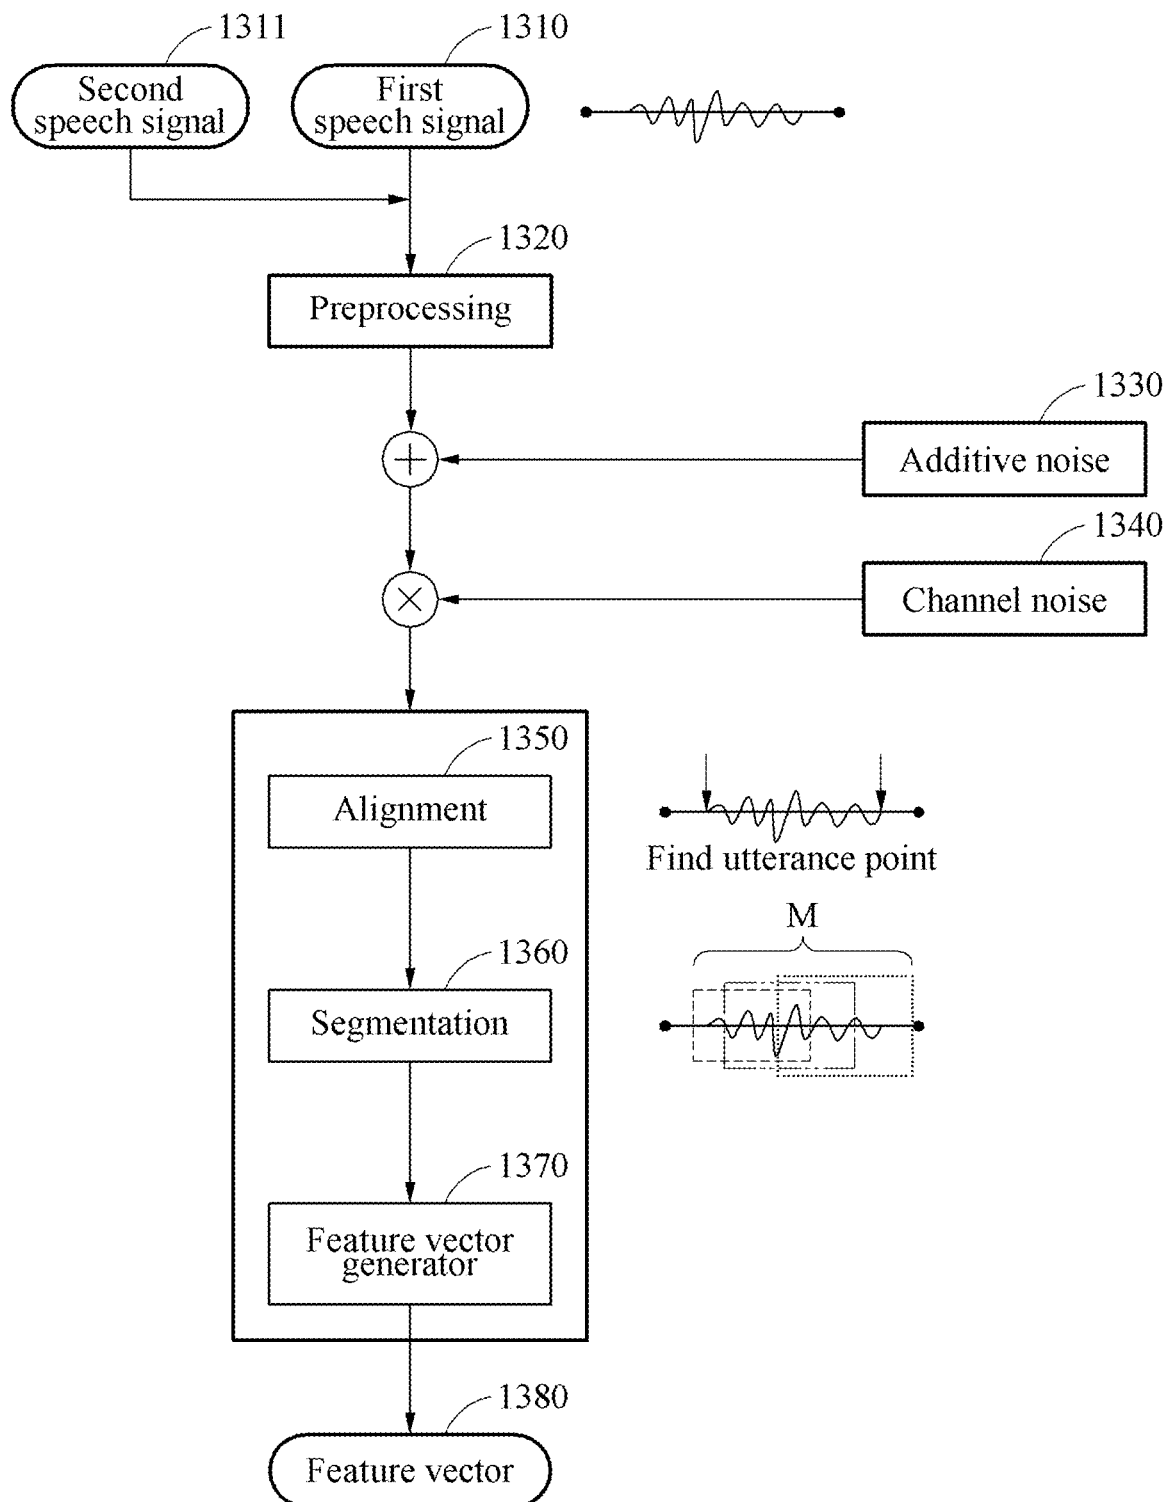 1311
1310
Second
speech signal
First
speech signal
1320
Preprocessing
1330
+
Additive noise
1340
×
Channel noise
1350
Alignment
Find utterance point
M
1360
Segmentation
1370
Feature vector
generator
1380
Feature vector